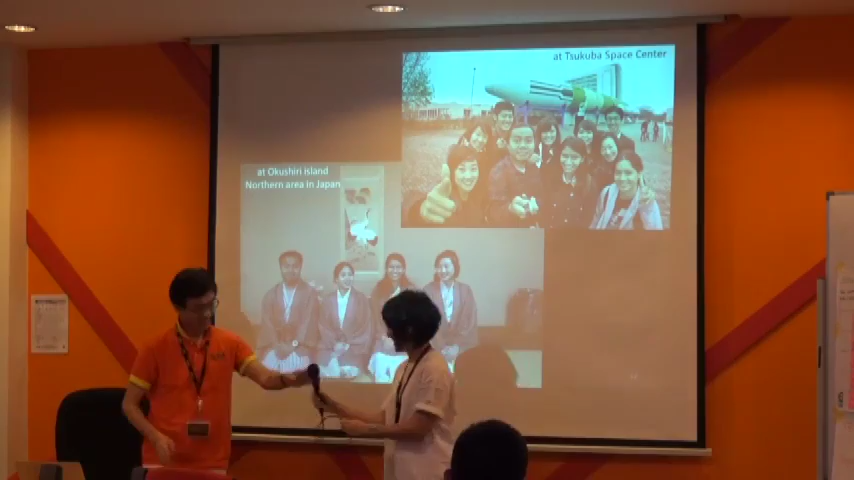 at Tsukuba Space Center
at Okushiri island
Northern area in Japan